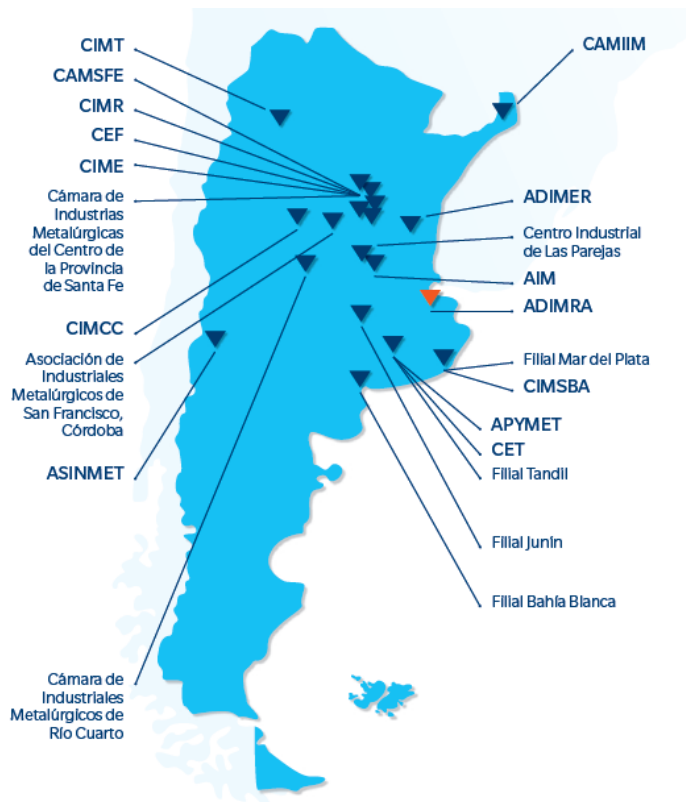 CIMT
CAMSFE
CIMR
CEF
CIME
Cámara de
Industrias
Metalúrgicas
del Centro de
la Provincia
de Santa Fe
CIMCC
Asociación de
Industriales
Metalúrgicos de
San Francisco,
Córdoba
ASINMET
Cámara de
Industriales
Metalúrgicos de
Río Cuarto
CAMIIM
ADIMER
Centro Industrial
de Las Parejas
AIM
ADIMRA
Filial Mar del Plata
CIMSBA
APYMET
CET
Filial Tandil
Filial Junin
Filial Bahía Blanca